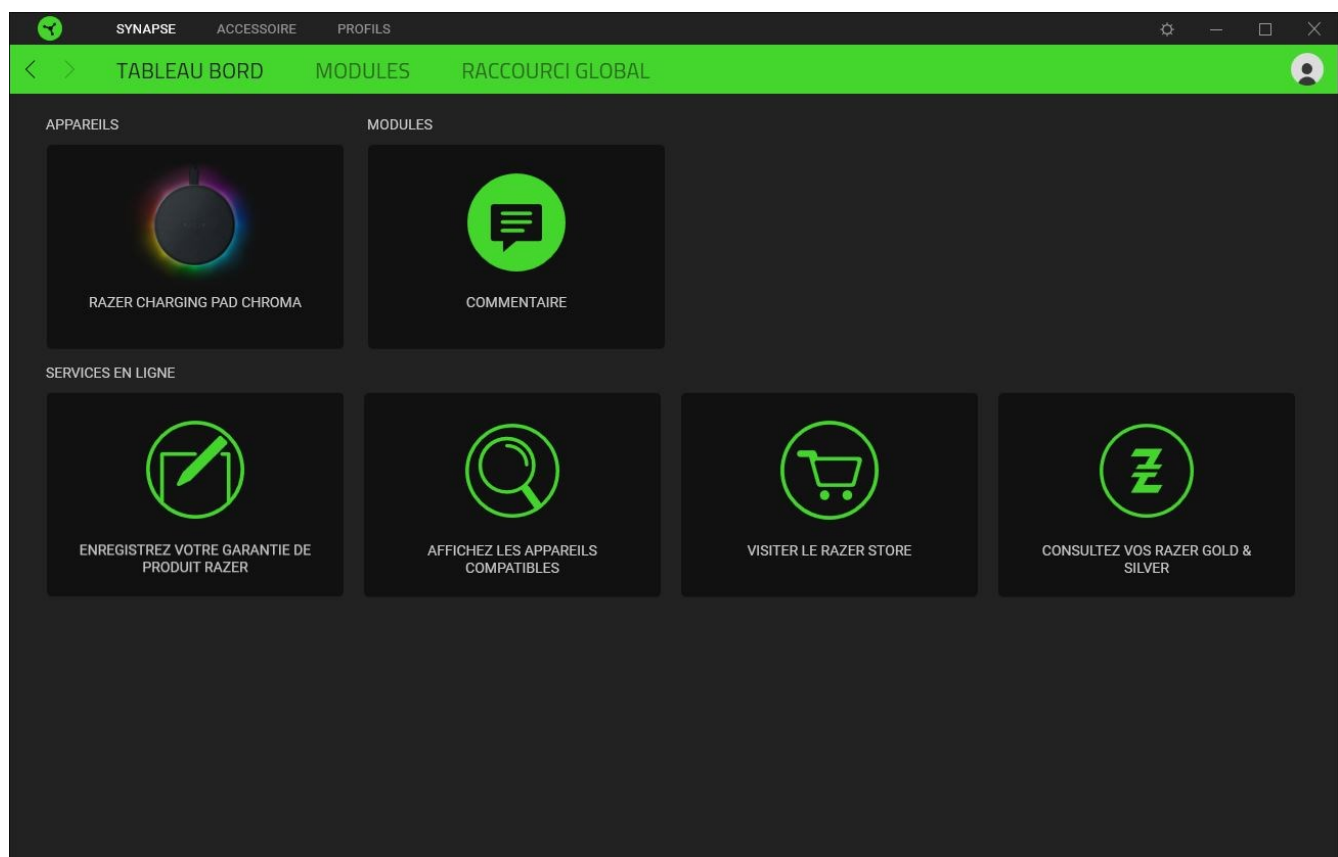 SYNAPSE ACCESSOIRE PROFILS
TABLEAU BORD MODULES RACCOURCI GLOBAL
APPAREILS MODULES
RAZER CHARGING PAD CHROMA
COMMENTAIRE
SERVICES EN LIGNE
ENREGISTREZ VOTRE GARANTIE DE
PRODUIT RAZER
AFFICHEZ LES APPAREILS
COMPATIBLES
VISITER LE RAZER STORE
CONSULTEZ VOS RAZER GOLD &
SILVER